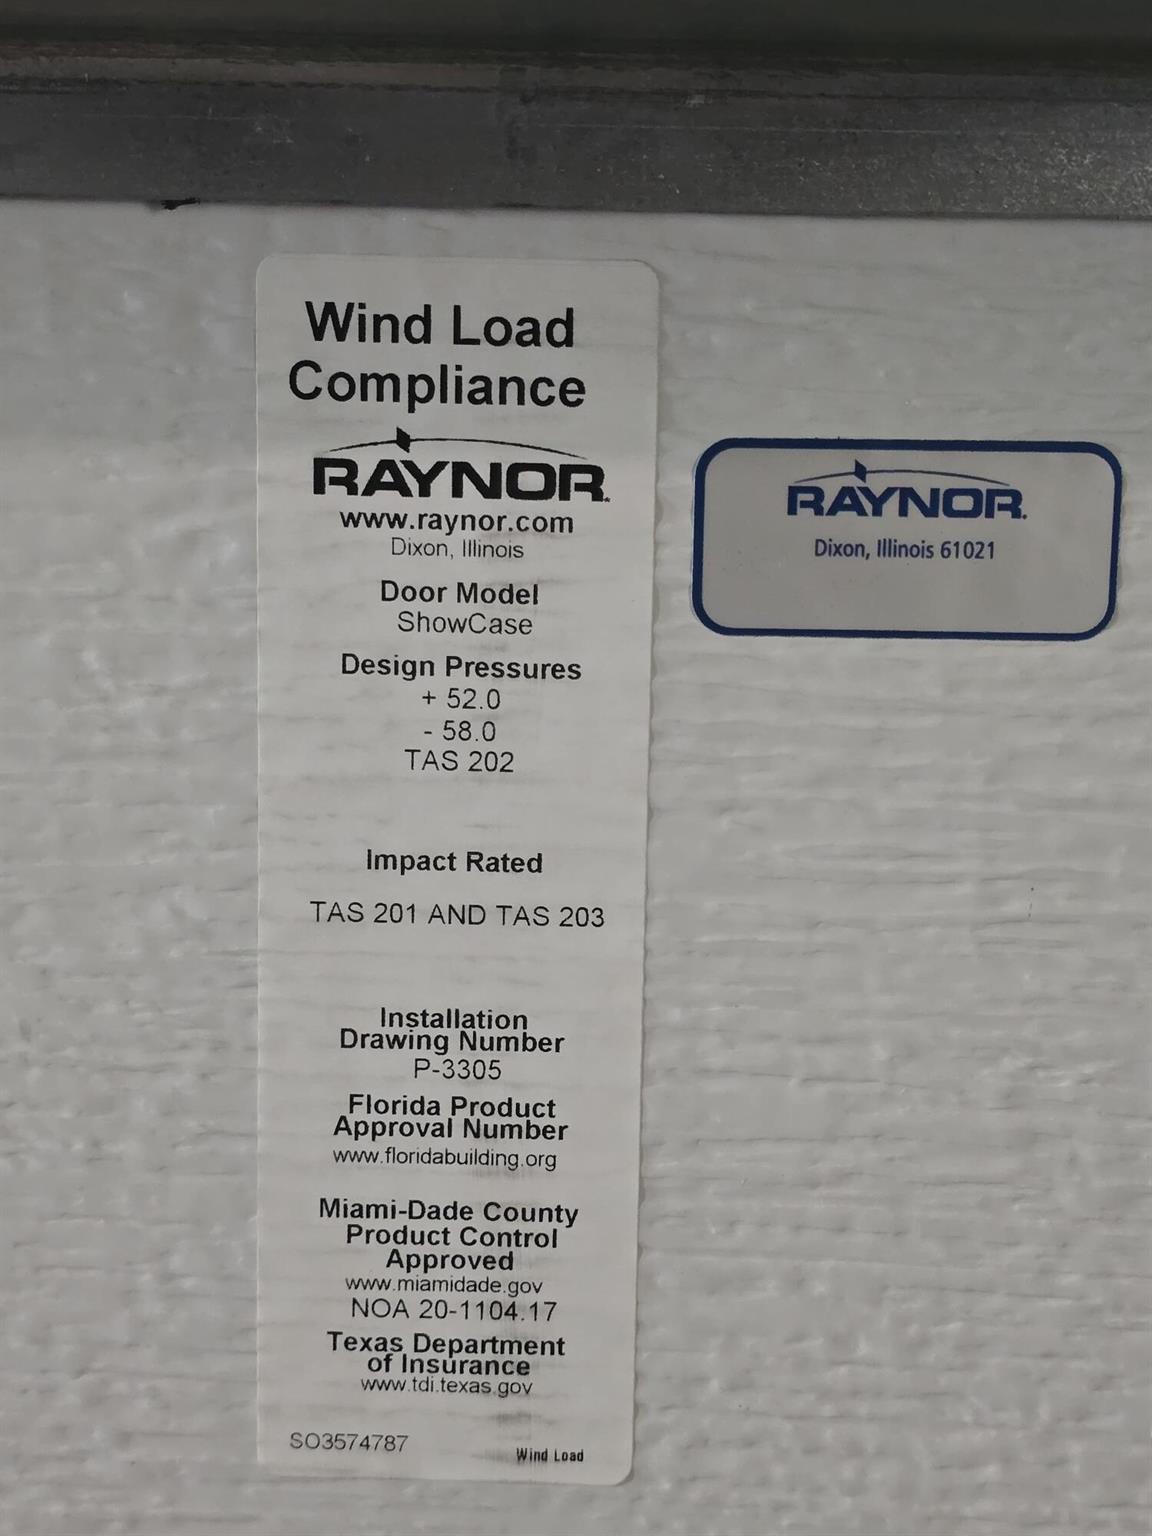 Wind Load
Compliance
RAYNOR.
www.raynor.com
Dixon, Illinois
Door Model
ShowCase
Design Pressures
+ 52.0
- 58.0
TAS 202
Impact Rated
TAS 201 AND TAS 203
Installation
Drawing Number
P-3305
Florida Product
Approval Number
www.floridabuilding.org
Miami-Dade County
Product Control
Approved
www.miamidade.gov
NOA 20-1104.17
Texas Department
of Insurance
www.tdi.texas.gov
SO3574787
Wind Load
RAYNOR.
Dixon, Illinois 61021